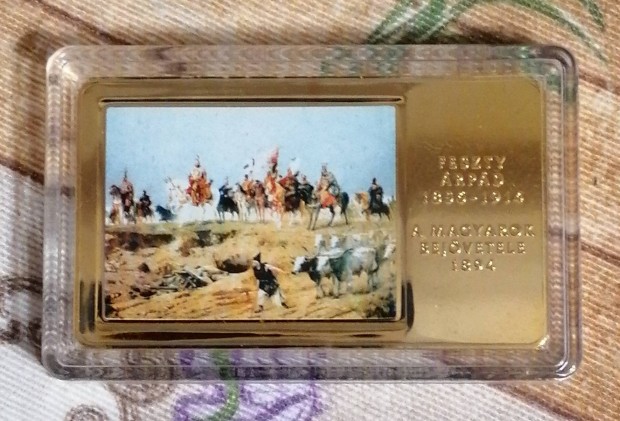 FESZTY
ÁRPÁD
1856-1914
A MAGYAROK
BEJÖVETELE
1894